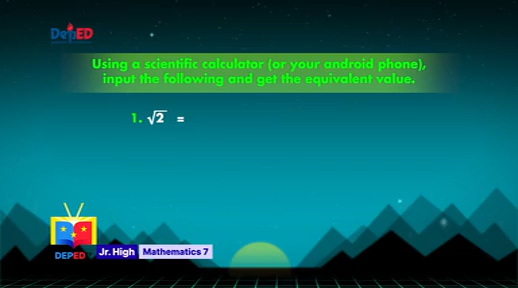 DepED
Using a scientific calculator (or your android phone),
input the following and get the equivalent value.
1. √2 =
DEPED
Jr. High Mathematics 7